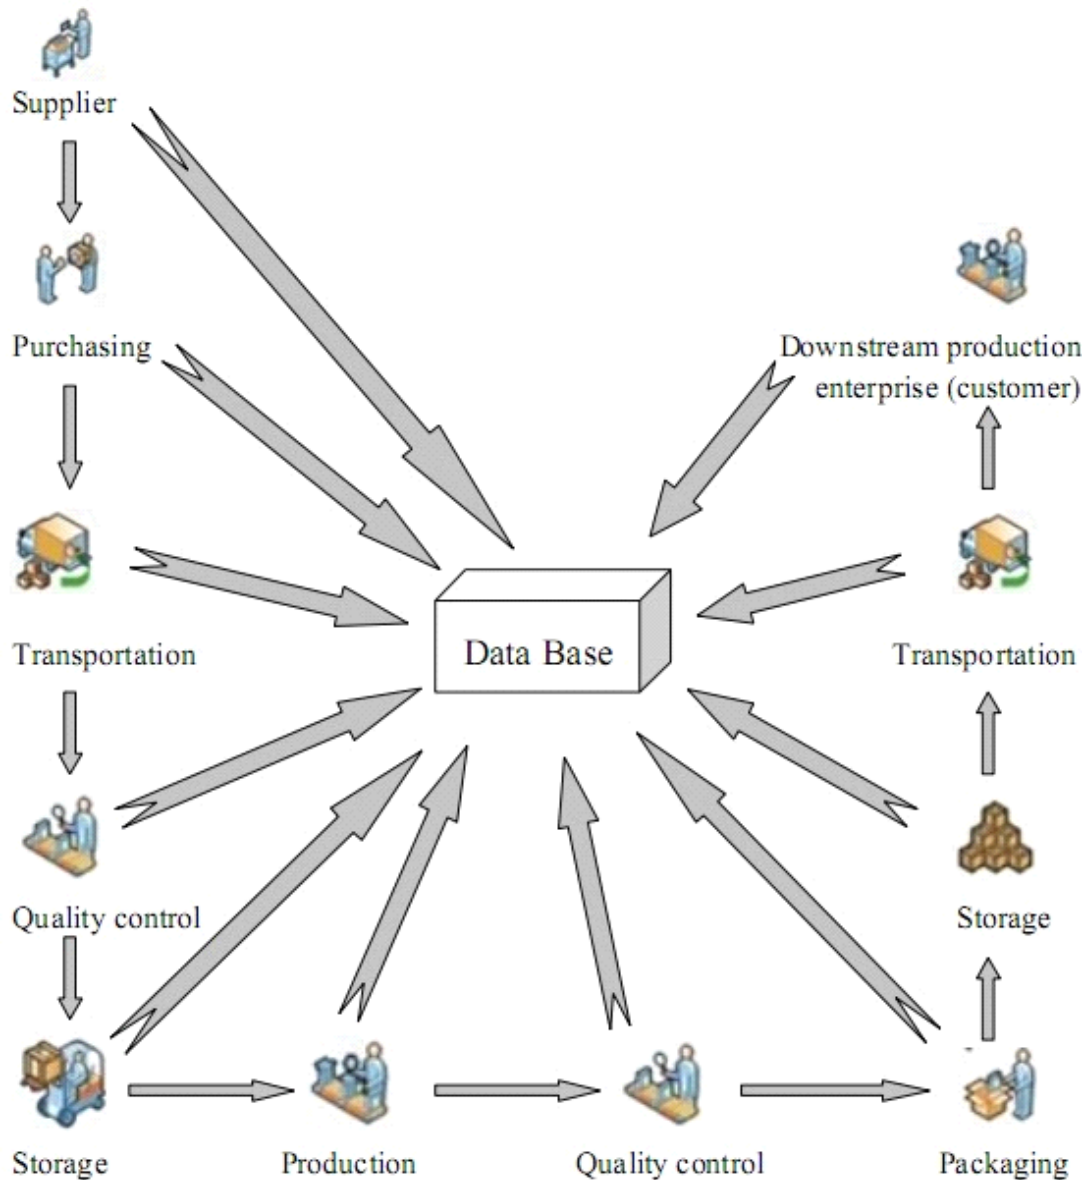 Supplier
Purchasing
Downstream production
enterprise (customer)
Data Base
Transportation
Transportation
Quality control
Storage
Storage
Production
Quality control
Packaging